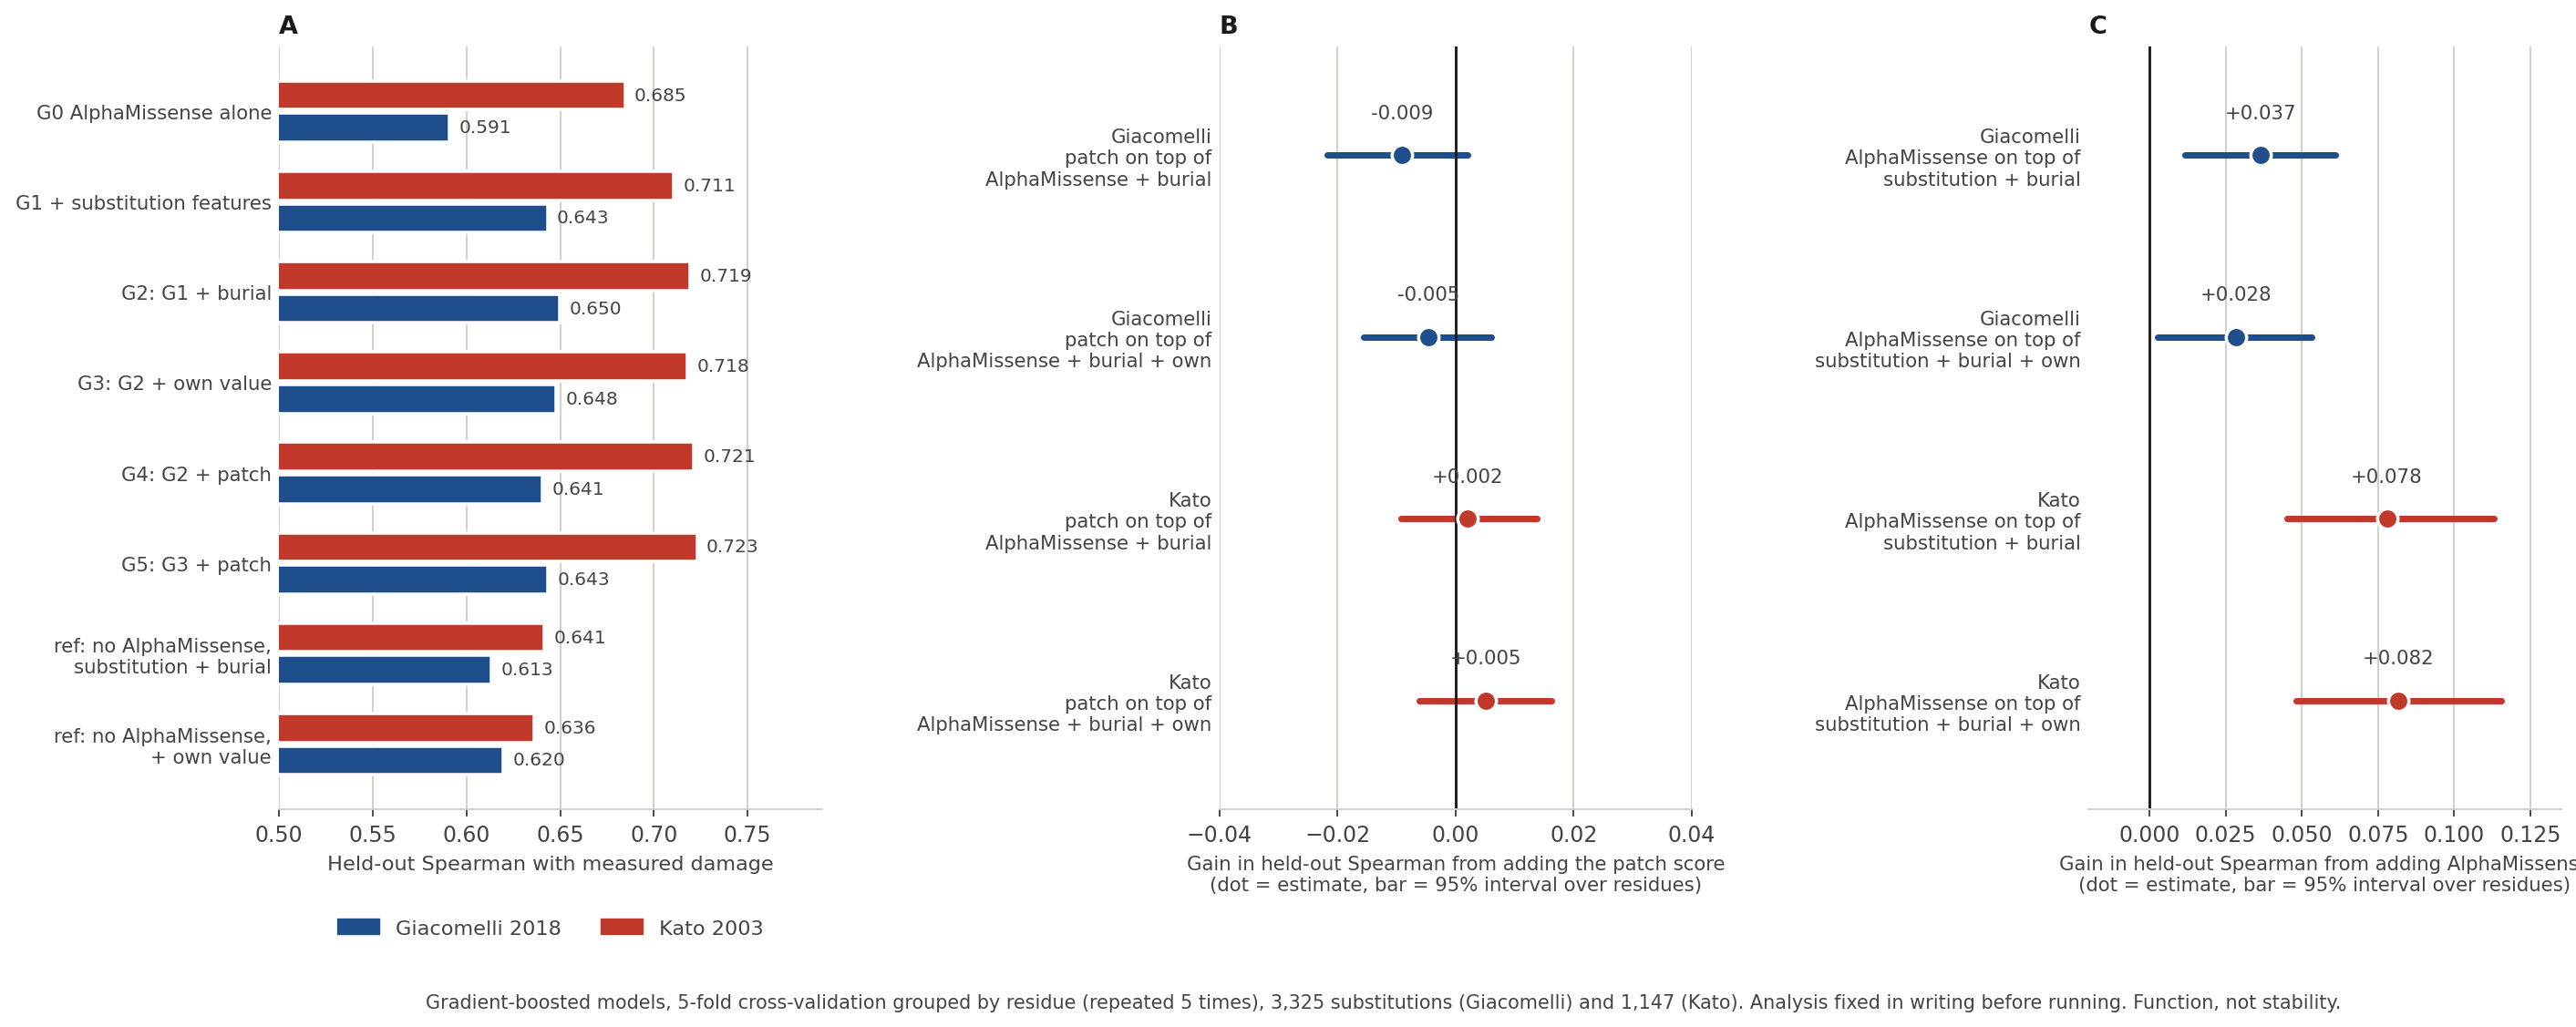 A
G0 AlphaMissense alone
0.685
0.591
G1 + substitution features
0.711
0.643
G2: G1 + burial
0.719
0.650
G3: G2 + own value
0.718
0.648
G4: G2 + patch
0.721
0.641
G5: G3 + patch
0.723
0.643
ref: no AlphaMissense,
substitution + burial
0.641
0.613
ref: no AlphaMissense,
+ own value
0.636
0.620
0.50 0.55 0.60 0.65 0.70 0.75
Held-out Spearman with measured damage
Giacomelli 2018
Kato 2003
B
-0.009
Giacomelli
patch on top of
AlphaMissense + burial
-0.005
Giacomelli
patch on top of
AlphaMissense + burial + own
+0.002
Kato
patch on top of
AlphaMissense + burial
+0.005
Kato
patch on top of
AlphaMissense + burial + own
−0.04 −0.02 0.00 0.02 0.04
Gain in held-out Spearman from adding the patch score
(dot = estimate, bar = 95% interval over residues)
C
+0.037
Giacomelli
AlphaMissense on top of
substitution + burial
+0.028
Giacomelli
AlphaMissense on top of
substitution + burial + own
+0.078
Kato
AlphaMissense on top of
substitution + burial
+0.082
Kato
AlphaMissense on top of
substitution + burial + own
0.000 0.025 0.050 0.075 0.100 0.125
Gain in held-out Spearman from adding AlphaMissens
(dot = estimate, bar = 95% interval over residues)
Gradient-boosted models, 5-fold cross-validation grouped by residue (repeated 5 times), 3,325 substitutions (Giacomelli) and 1,147 (Kato). Analysis fixed in writing before running. Function, not stability.